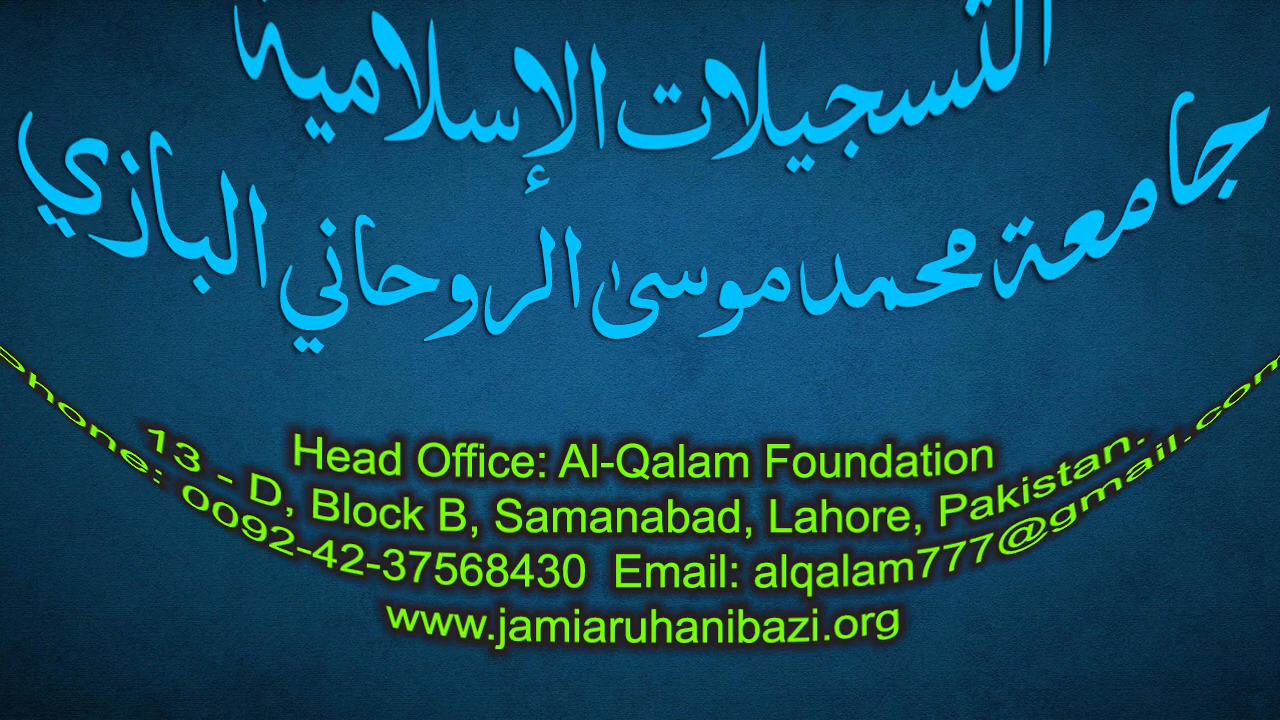 التسجيلات الإسلامية
جامعة محمد موسىٰ الروحاني البازي
Head Office: Al-Qalam Foundation
13 - D, Block B, Samanabad, Lahore, Pakistan.
Phone: 0092-42-37568430 Email: alqalam777@gmail.com
www.jamiaruhanibazi.org